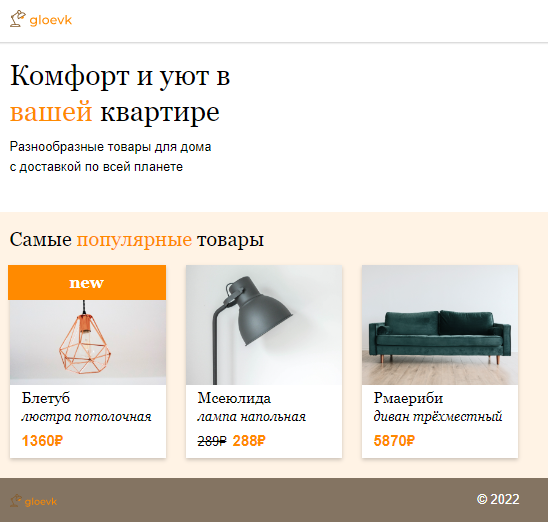 gloevk
Комфорт и уют в
вашей квартире
Разнообразные товары для дома
с доставкой по всей планете
Самые популярные товары
new
Блетуб
люстра потолочная
1360₽
Мсеюлида
лампа напольная
289₽ 288₽
Рмаериби
диван трёхместный
5870₽
gloevk
© 2022